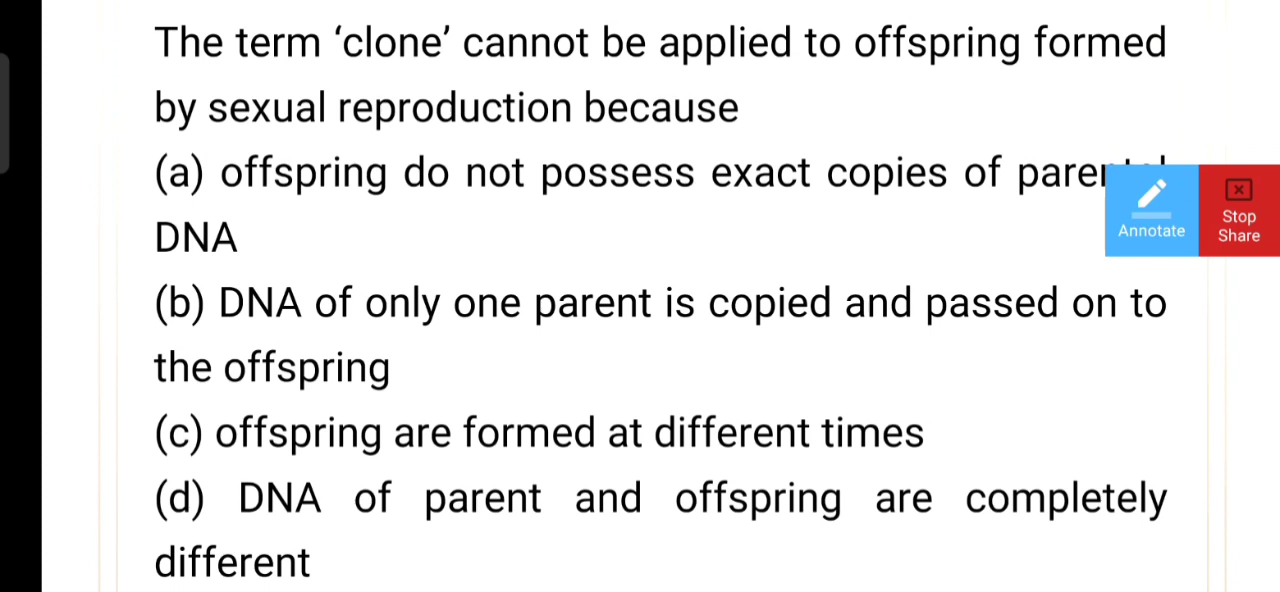 The term ‘clone’ cannot be applied to offspring formed
by sexual reproduction because
(a) offspring do not possess exact copies of
DNA
Annotate
Stop
Share
(b) DNA of only one parent is copied and passed on to
the offspring
(c) offspring are formed at different times
(d) DNA of parent and offspring are completely
different